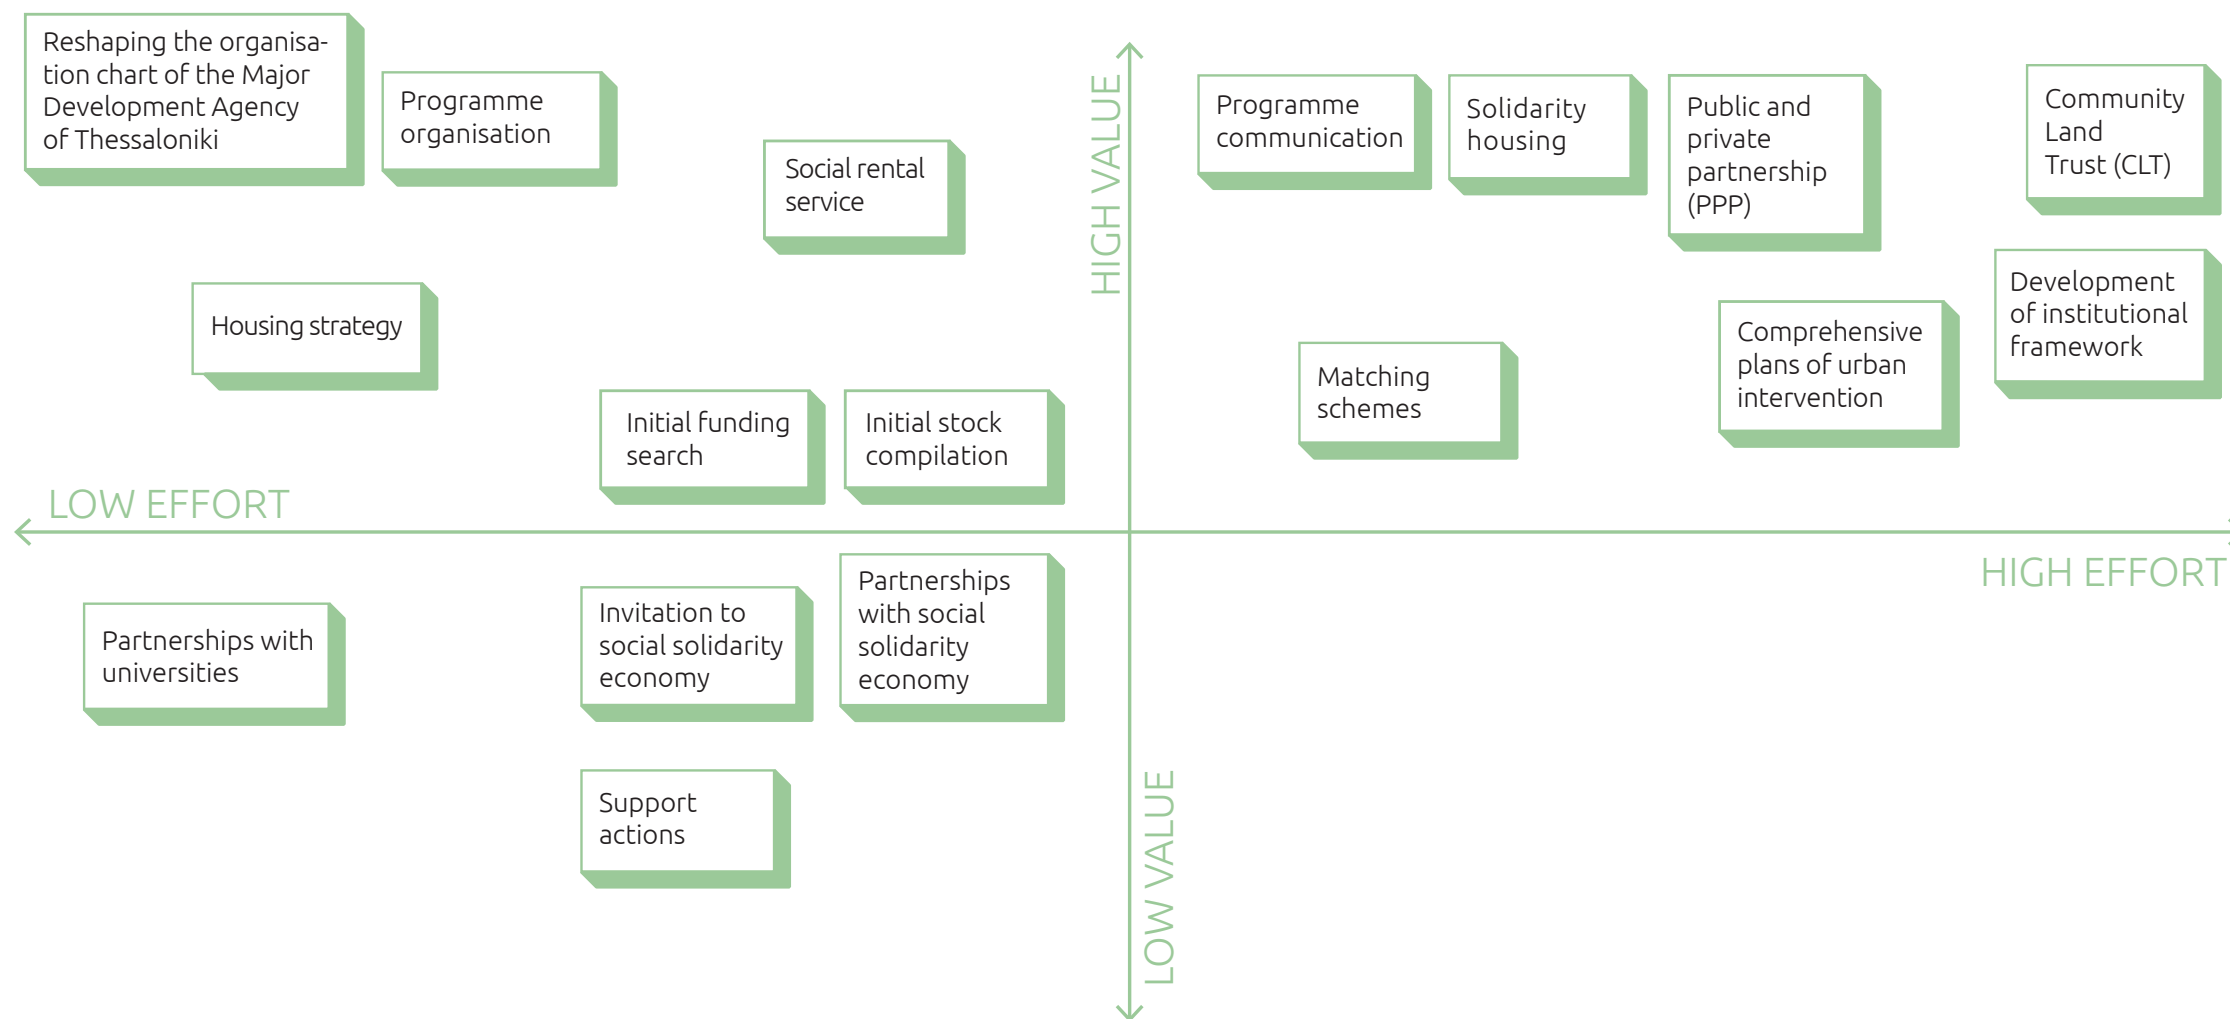 Reshaping the organisa-
tion chart of the Major
Development Agency
of Thessaloniki
Programme
organisation
Social rental
service
Housing strategy
Initial funding
search
Initial stock
compilation
HIGH VALUE
Programme
communication
Solidarity
housing
Public and
private
partnership
(PPP)
Community
Land
Trust (CLT)
Matching
schemes
Comprehensive
plans of urban
intervention
Development
of institutional
framework
LOW EFFORT
HIGH EFFORT
Partnerships with
universities
Invitation to
social solidarity
economy
Partnerships
with social
solidarity
economy
Support
actions
LOW VALUE